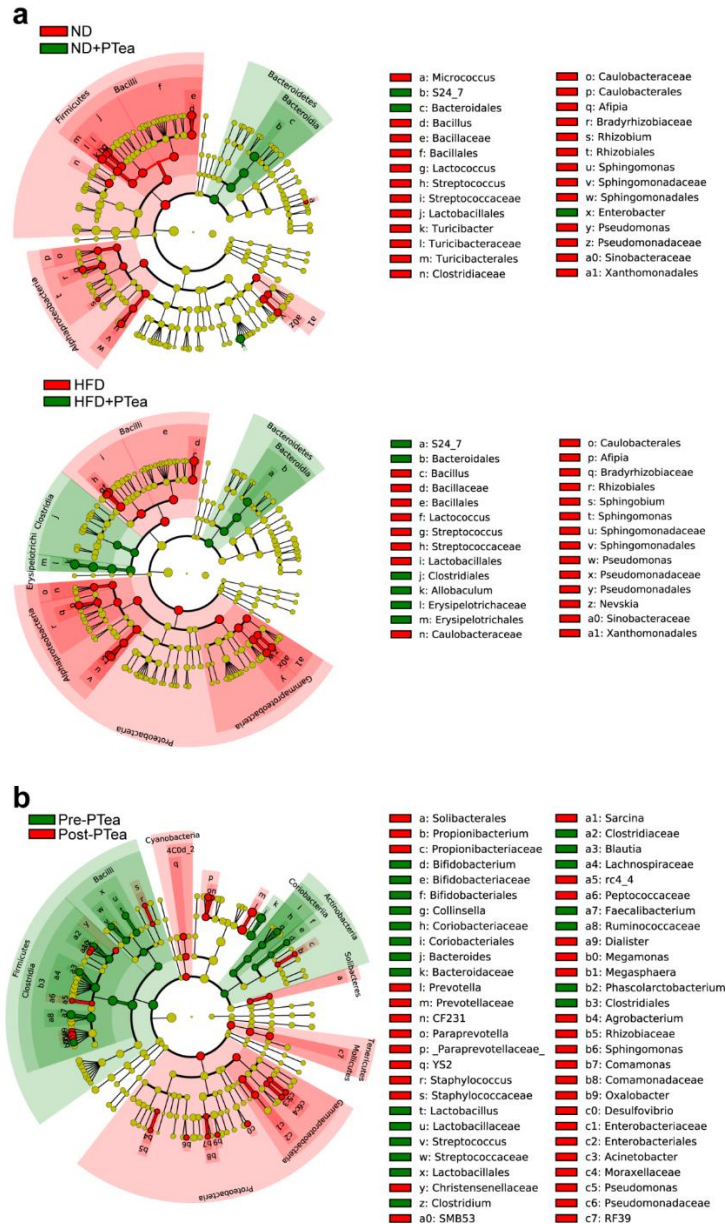 a
ND
ND+PTea
Firmicutes
Bacilli
Bacteroidetes
Bacteroidia
Alphaproteobacteria
a: Micrococcus
b: S24_7
c: Bacteroidales
d: Bacillus
e: Bacillaceae
f: Bacillales
g: Lactococcus
h: Streptococcus
i: Streptococcaceae
j: Lactobacillales
k: Turicibacter
l: Turicibacteraceae
m: Turicibacterales
n: Clostridiaceae
o: Caulobacteraceae
p: Caulobacterales
q: Afipia
r: Bradyrhizobiaceae
s: Rhizobium
t: Rhizobiales
u: Sphingomonas
v: Sphingomonadaceae
w: Sphingomonadales
x: Enterobacter
y: Pseudomonas
z: Pseudomonadaceae
a0: Sinobacteraceae
a1: Xanthomonadales
HFD
HFD+PTea
Bacilli
Bacteroidetes
Bacteroidia
Clostridia
Erysipelotrichi
Alphaproteobacteria
Proteobacteria
Gammaproteobacteria
a: S24_7
b: Bacteroidales
c: Bacillus
d: Bacillaceae
e: Bacillales
f: Lactococcus
g: Streptococcus
h: Streptococcaceae
i: Lactobacillales
j: Clostridiales
k: Allobaculum
l: Erysipelotrichaceae
m: Erysipelotrichales
n: Caulobacteraceae
o: Caulobacterales
p: Afipia
q: Bradyrhizobiaceae
r: Rhizobiales
s: Sphingobium
t: Sphingomonas
u: Sphingomonadaceae
v: Sphingomonadales
w: Pseudomonas
x: Pseudomonadaceae
y: Pseudomonadales
z: Nevskia
a0: Sinobacteraceae
a1: Xanthomonadales
b
Pre-PTea
Post-PTea
Cyanobacteria
4C0d_2
Bacilli
Firmicutes
Clostridia
Coriobacteriia
Actinobacteria
Solibacteres
Tenericutes
Mollicutes
Gammaproteobacteria
Proteobacteria
a: Solibacterales
b: Propionibacterium
c: Propionibacteriaceae
d: Bifidobacterium
e: Bifidobacteriaceae
f: Bifidobacteriales
g: Collinsella
h: Coriobacteriaceae
i: Coriobacteriales
j: Bacteroides
k: Bacteroidaceae
l: Prevotella
m: Prevotellaceae
n: CF231
o: Paraprevotella
p: _Paraprevotellaceae_
q: YS2
r: Staphylococcus
s: Staphylococcaceae
t: Lactobacillus
u: Lactobacillaceae
v: Streptococcus
w: Streptococcaceae
x: Lactobacillales
y: Christensenellaceae
z: Clostridium
a0: SMB53
a1: Sarcina
a2: Clostridiaceae
a3: Blautia
a4: Lachnospiraceae
a5: rc4_4
a6: Peptococcaceae
a7: Faecalibacterium
a8: Ruminococcaceae
a9: Dialister
b0: Megamonas
b1: Megasphaera
b2: Phascolarctobacterium
b3: Clostridiales
b4: Agrobacterium
b5: Rhizobiaceae
b6: Sphingomonas
b7: Comamonas
b8: Comamonadaceae
b9: Oxalobacter
c0: Desulfovibrio
c1: Enterobacteriaceae
c2: Enterobacteriales
c3: Acinetobacter
c4: Moraxellaceae
c5: Pseudomonas
c6: Pseudomonadaceae
c7: RF39